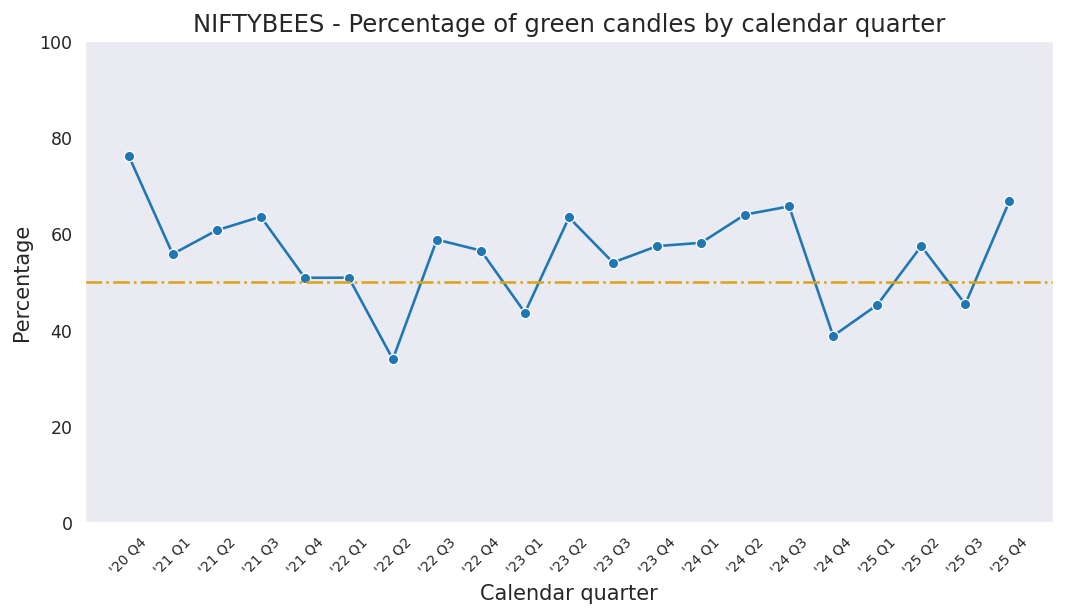 NIFTYBEES - Percentage of green candles by calendar quarter
100
80
60
40
20
0
Percentage
'20 Q4
'21 Q1
'21 Q2
'21 Q3
'21 Q4
'22 Q1
'22 Q2
'22 Q3
'22 Q4
'23 Q1
'23 Q2
'23 Q3
'23 Q4
'24 Q1
'24 Q2
'24 Q3
'24 Q4
'25 Q1
'25 Q2
'25 Q3
'25 Q4
Calendar quarter